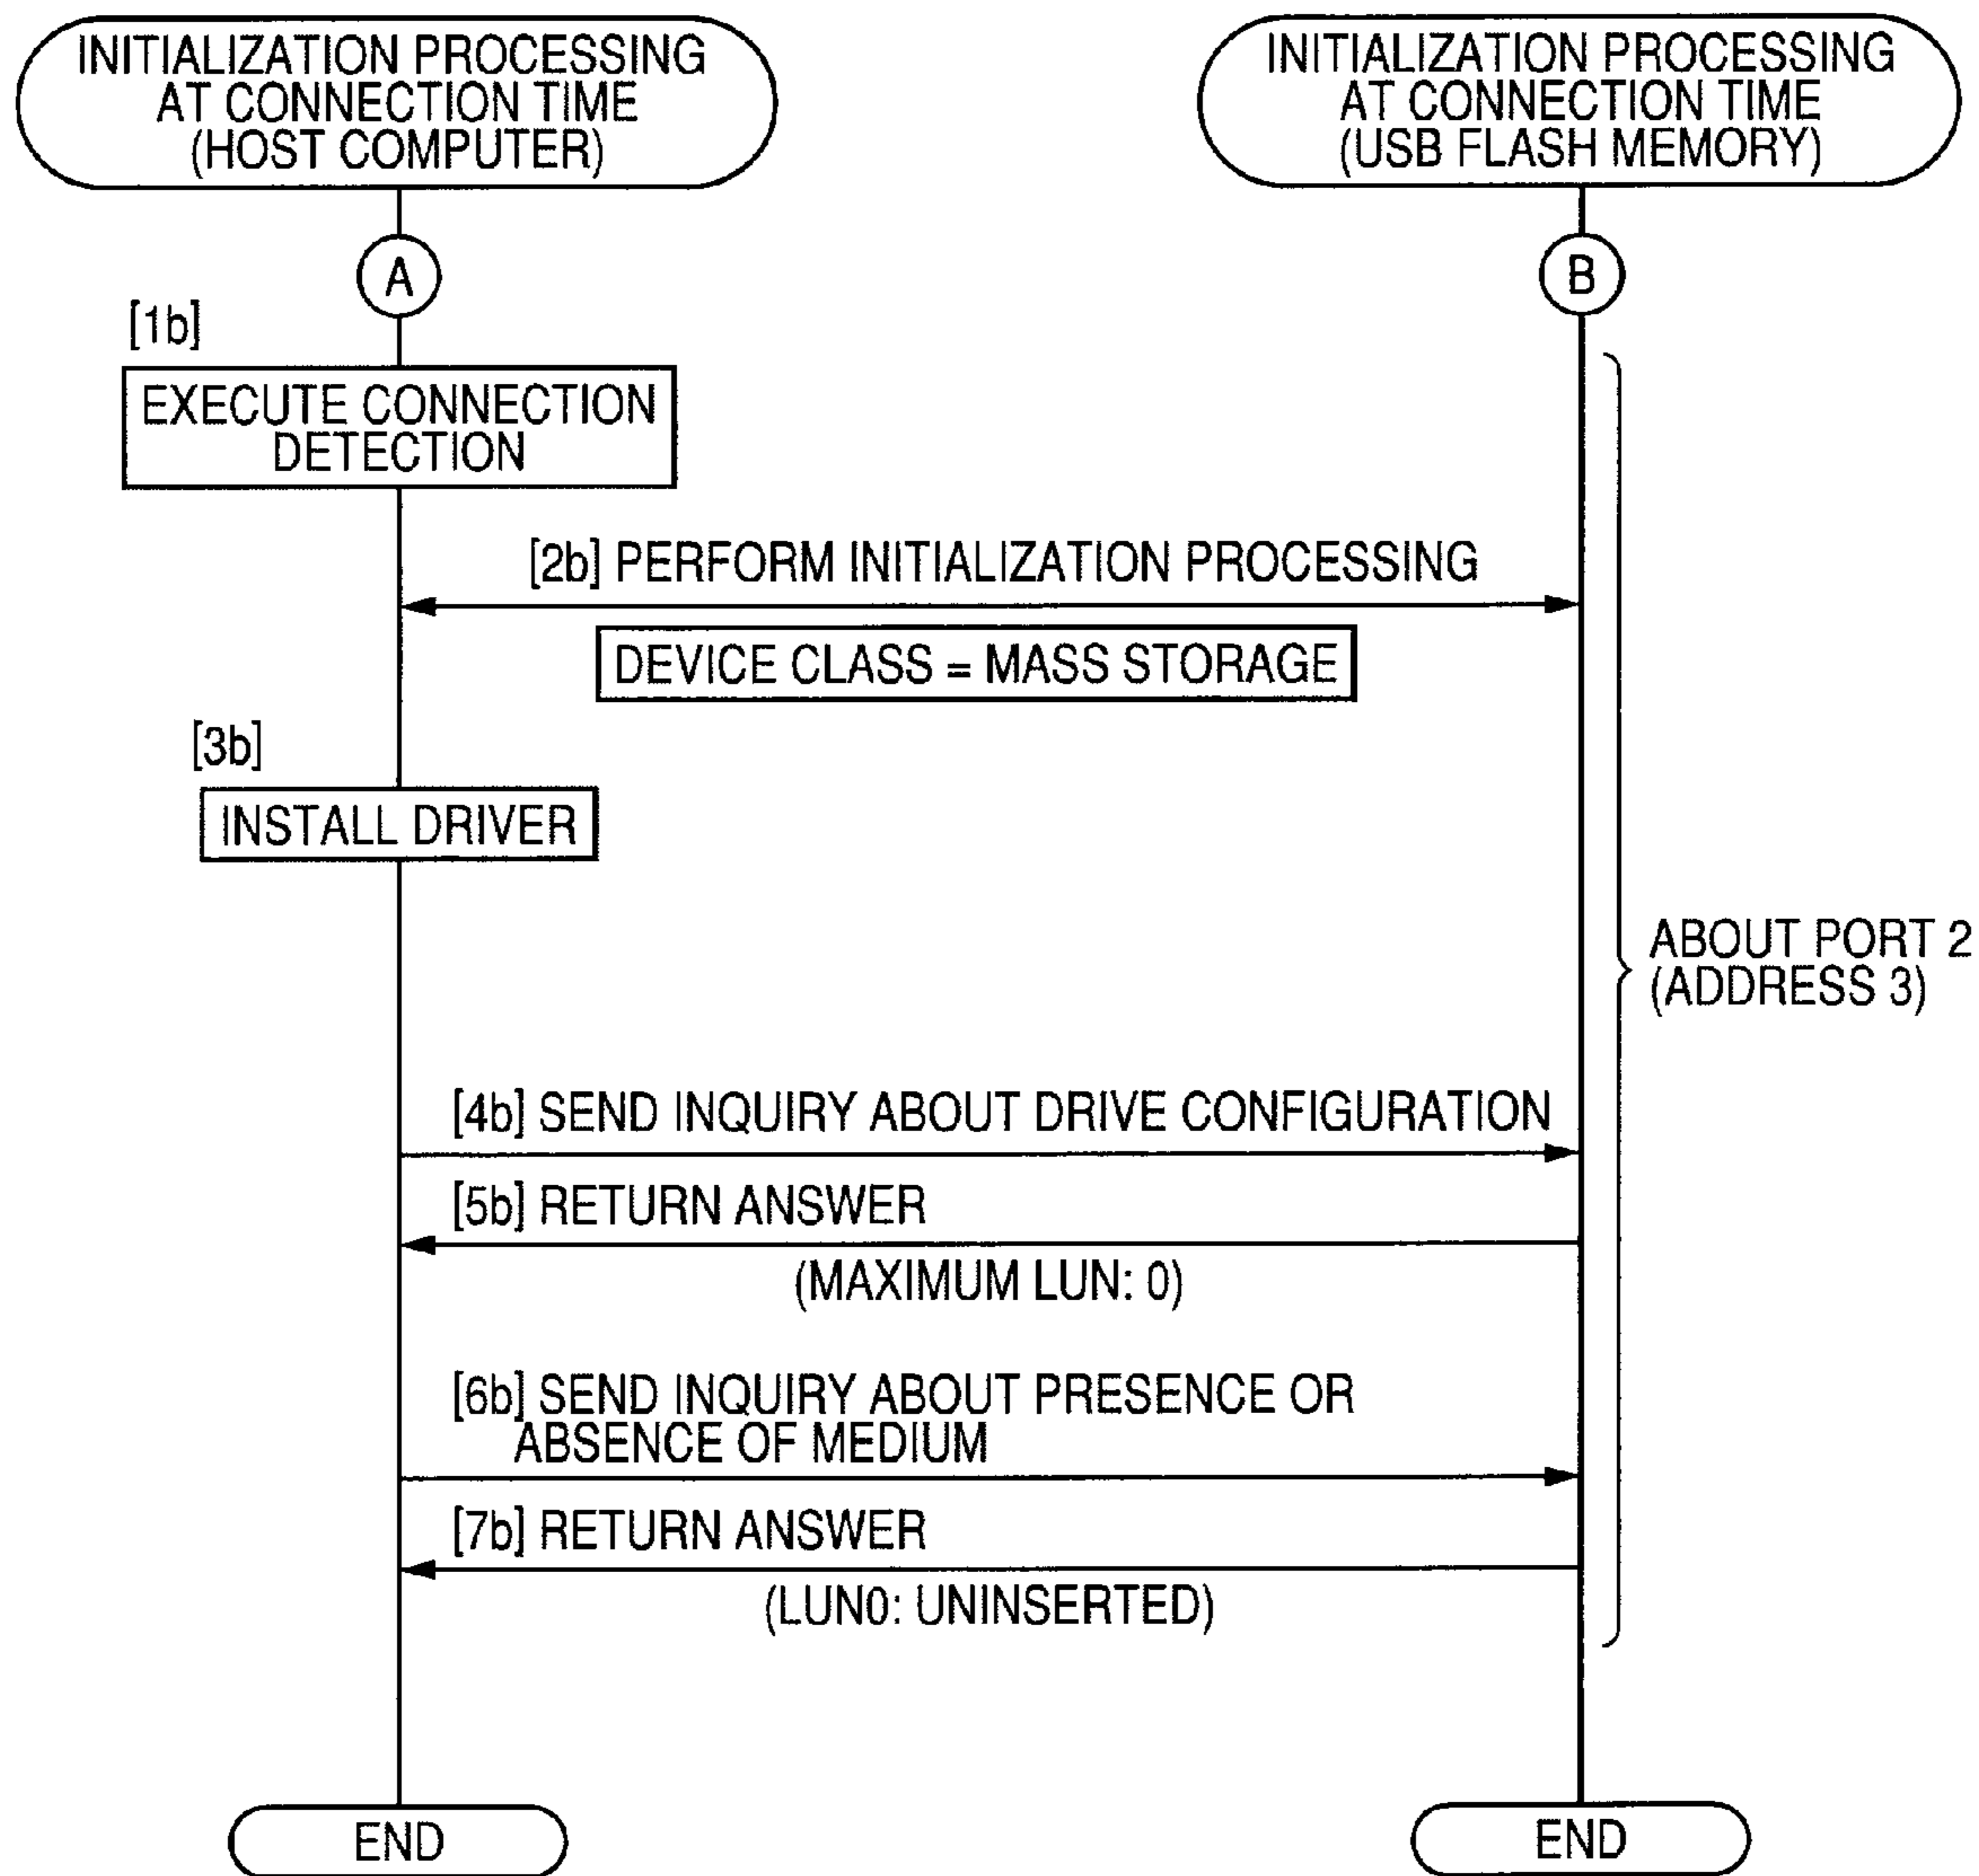 INITIALIZATION PROCESSING
AT CONNECTION TIME
(HOST COMPUTER)
INITIALIZATION PROCESSING
AT CONNECTION TIME
(USB FLASH MEMORY)
A
B
[1b]
EXECUTE CONNECTION
DETECTION
[2b] PERFORM INITIALIZATION PROCESSING
DEVICE CLASS = MASS STORAGE
[3b]
INSTALL DRIVER
ABOUT PORT 2
(ADDRESS 3)
[4b] SEND INQUIRY ABOUT DRIVE CONFIGURATION
[5b] RETURN ANSWER
(MAXIMUM LUN: 0)
[6b] SEND INQUIRY ABOUT PRESENCE OR
ABSENCE OF MEDIUM
[7b] RETURN ANSWER
(LUN0: UNINSERTED)
END
END